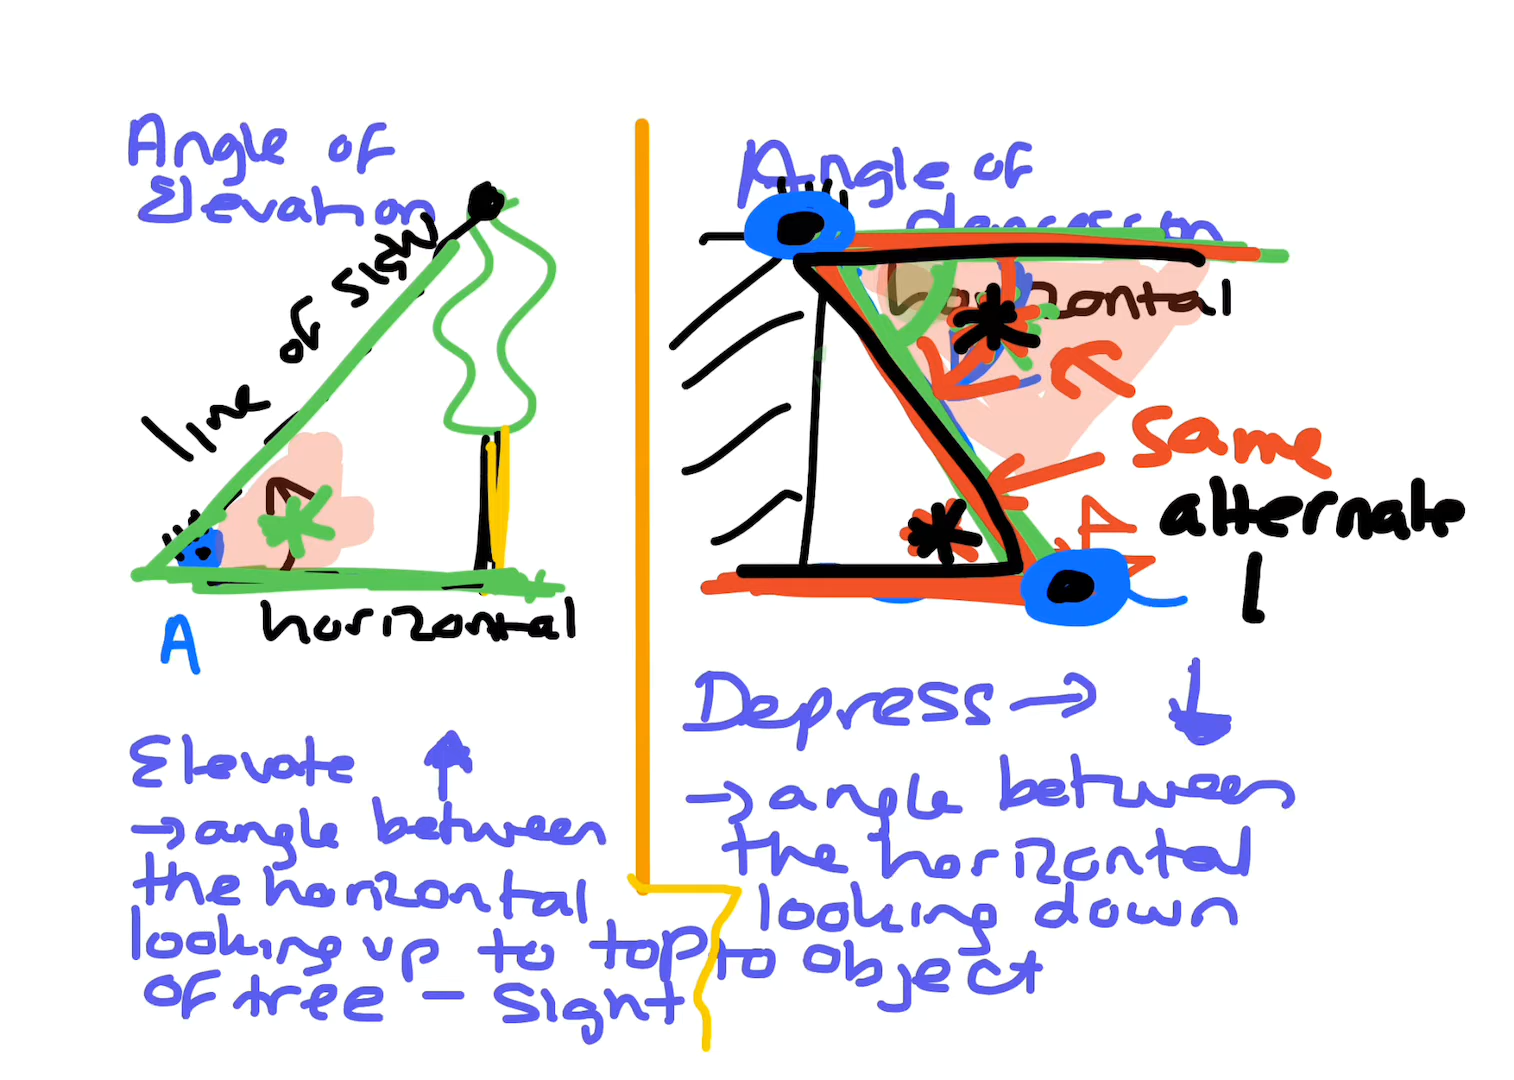 Angle of
Elevation
line of sight
A
horizontal
Elevate
→ angle between
the horizontal
looking up to top
of tree - sight
Angle of
depression
horizontal
same
alternate
Depress →
→ angle between
the horizontal
looking down
to object